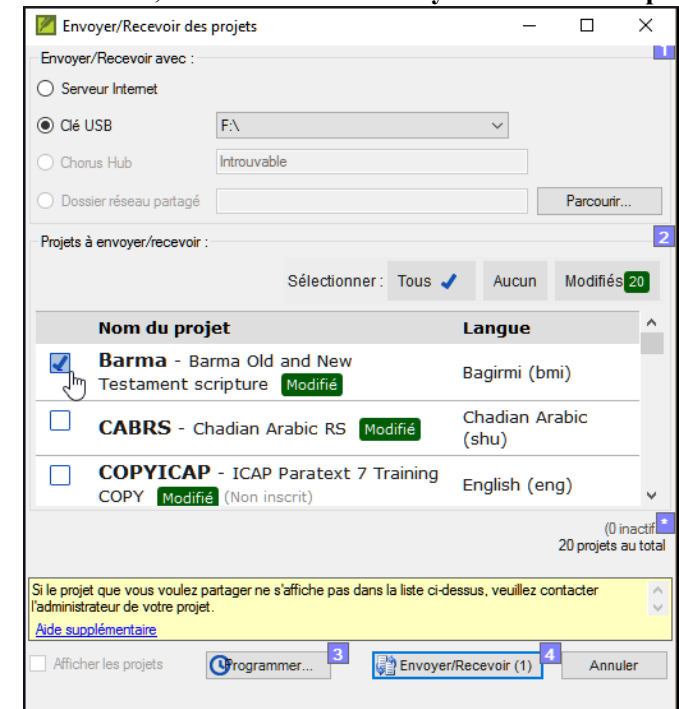 Envoyer/Recevoir des projets
Envoyer/Recevoir avec :
1
Serveur Internet
Clé USB F:\
Chorus Hub Introuvable
Dossier réseau partagé Parcourir...
Projets à envoyer/recevoir :
2
Sélectionner : Tous Aucun Modifiés 20
Nom du projet Langue
Barma - Barma Old and New
Testament scripture Modifié
Bagirmi (bmi)
CABRS - Chadian Arabic RS Modifié
Chadian Arabic
(shu)
COPYICAP - ICAP Paratext 7 Training
COPY Modifié (Non inscrit)
English (eng)
(0 inactif
*
20 projets au total
Si le projet que vous voulez partager ne s'affiche pas dans la liste ci-dessus, veuillez contacter
l'administrateur de votre projet.
Aide supplémentaire
Afficher les projets Programmer... 3 Envoyer/Recevoir (1) 4 Annuler